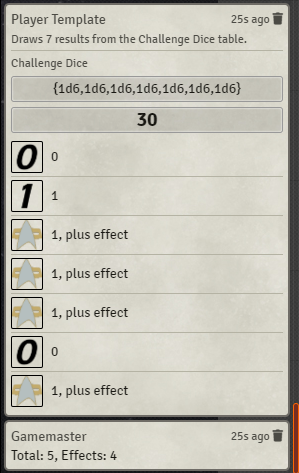 Player Template 25s ago
Draws 7 results from the Challenge Dice table.
Challenge Dice
{1d6,1d6,1d6,1d6,1d6,1d6,1d6}
30
0 0
1 1
1, plus effect
1, plus effect
1, plus effect
0 0
1, plus effect
Gamemaster 25s ago
Total: 5, Effects: 4